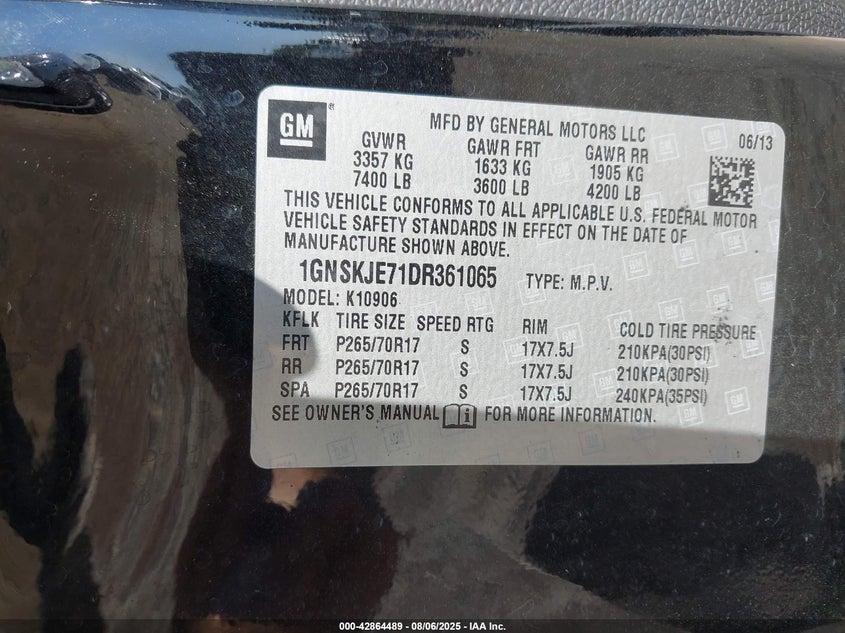 GM®
MFD BY GENERAL MOTORS LLC 06/13
GVWR GAWR FRT GAWR RR
3357 KG 1633 KG 1905 KG
7400 LB 3600 LB 4200 LB
THIS VEHICLE CONFORMS TO ALL APPLICABLE U.S. FEDERAL MOTOR
VEHICLE SAFETY STANDARDS IN EFFECT ON THE DATE OF
MANUFACTURE SHOWN ABOVE.
1GNSKJE71DR361065 TYPE: M.P.V.
MODEL: K10906
KFLK TIRE SIZE SPEED RTG RIM COLD TIRE PRESSURE
FRT P265/70R17 S 17X7.5J 210KPA(30PSI)
RR P265/70R17 S 17X7.5J 210KPA(30PSI)
SPA P265/70R17 S 17X7.5J 240KPA(35PSI)
SEE OWNER'S MANUAL FOR MORE INFORMATION.
000-42864489 - 08/06/2025 - IAA Inc.